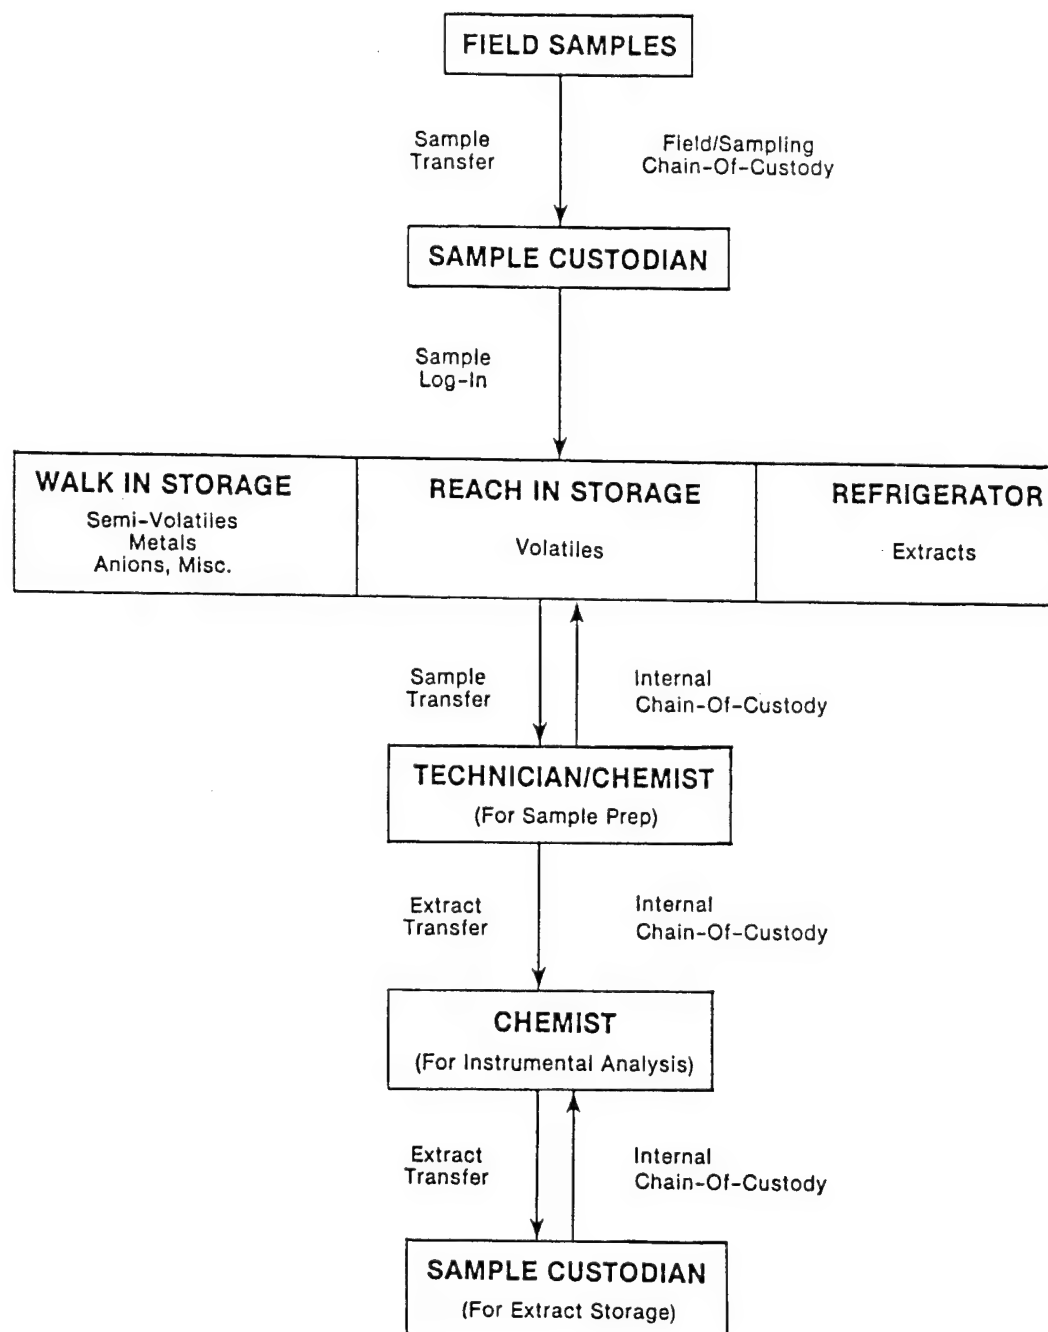 FIELD SAMPLES
Sample
Transfer
Field/Sampling
Chain-Of-Custody
SAMPLE CUSTODIAN
Sample
Log-In
WALK IN STORAGE
Semi-Volatiles
Metals
Anions, Misc.
REACH IN STORAGE
Volatiles
REFRIGERATOR
Extracts
Sample
Transfer
Internal
Chain-Of-Custody
TECHNICIAN/CHEMIST
(For Sample Prep)
Extract
Transfer
Internal
Chain-Of-Custody
CHEMIST
(For Instrumental Analysis)
Extract
Transfer
Internal
Chain-Of-Custody
SAMPLE CUSTODIAN
(For Extract Storage)